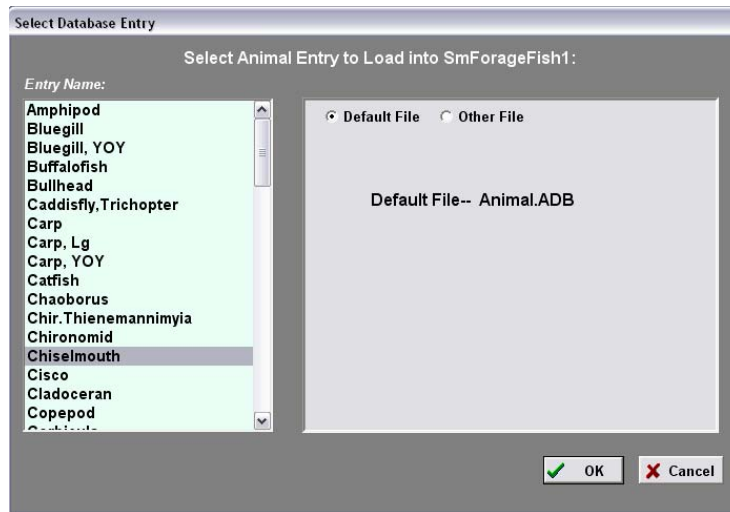 Select Database Entry
Select Animal Entry to Load into SmForageFish1:
Entry Name:
Amphipod
Bluegill
Bluegill, YOY
Buffalofish
Bullhead
Caddisfly,Trichopter
Carp
Carp, Lg
Carp, YOY
Catfish
Chaoborus
Chir.Thienemannimyia
Chironomid
Chiselmouth
Cisco
Cladoceran
Copepod
Default File Other File
Default File-- Animal.ADB
OK Cancel